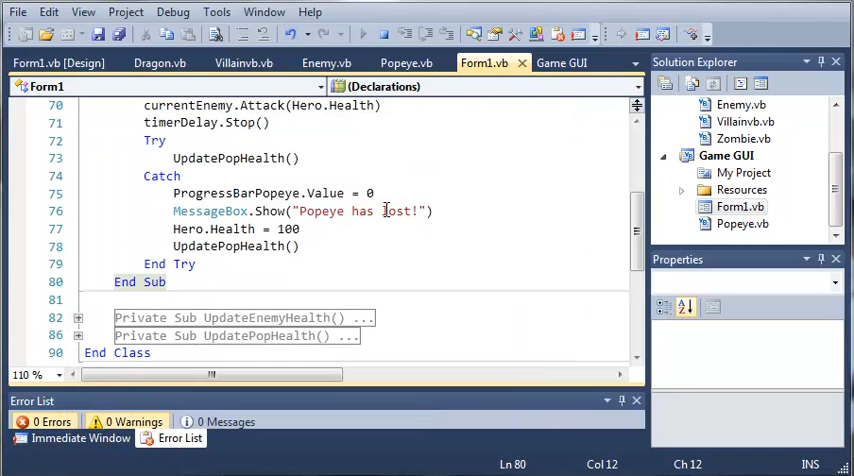 File Edit View Project Debug Tools Window Help
Form1.vb [Design] Dragon.vb Villainvb.vb Enemy.vb Popeye.vb Form1.vb Game GUI
Form1 (Declarations)
70 currentEnemy.Attack(Hero.Health)
71 timerDelay.Stop()
72 Try
73 UpdatePopHealth()
74 Catch
75 ProgressBarPopeye.Value = 0
76 MessageBox.Show("Popeye has lost!")
77 Hero.Health = 100
78 UpdatePopHealth()
79 End Try
80 End Sub
81
82 Private Sub UpdateEnemyHealth() ...
86 Private Sub UpdatePopHealth() ...
90 End Class
110 %
Solution Explorer
Enemy.vb
Villainvb.vb
Zombie.vb
Game GUI
My Project
Resources
Form1.vb
Popeye.vb
Properties
Error List
0 Errors 0 Warnings 0 Messages
Immediate Window Error List
Ln 80 Col 12 Ch 12 INS